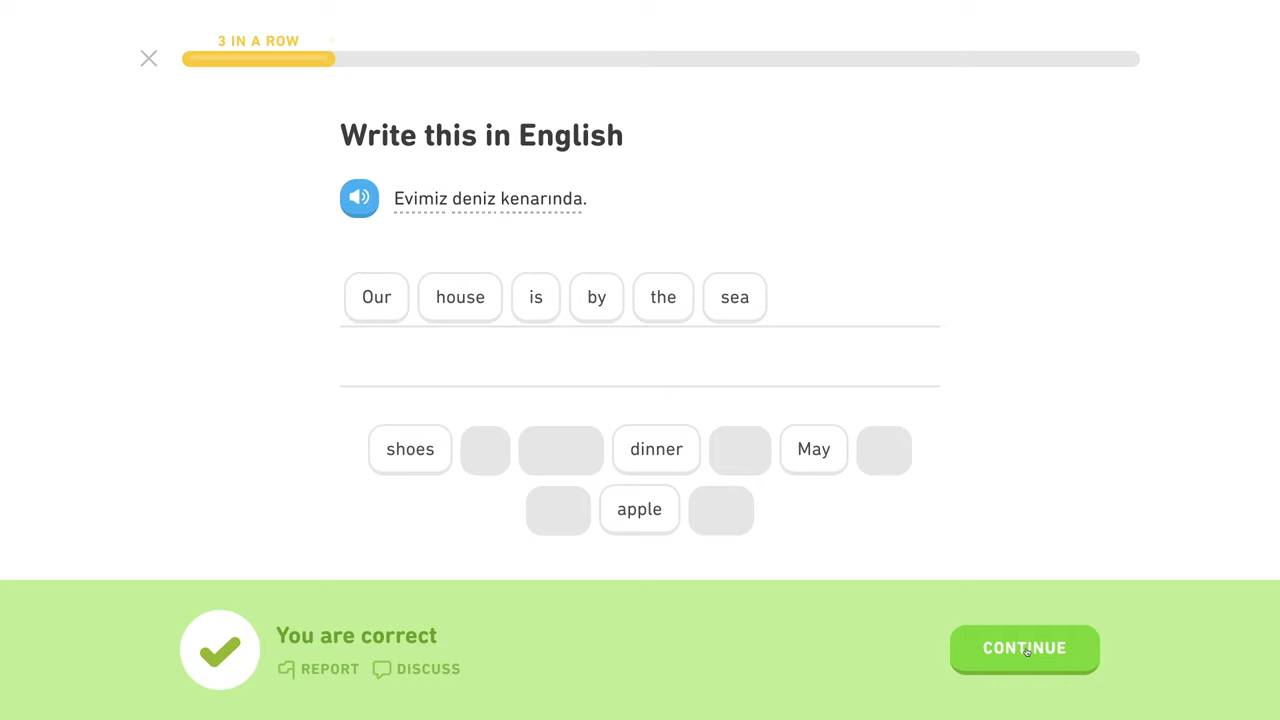 3 IN A ROW
Write this in English
Evimiz deniz kenarında.
Our house is by the sea
shoes dinner May
apple
You are correct
REPORT DISCUSS
CONTINUE